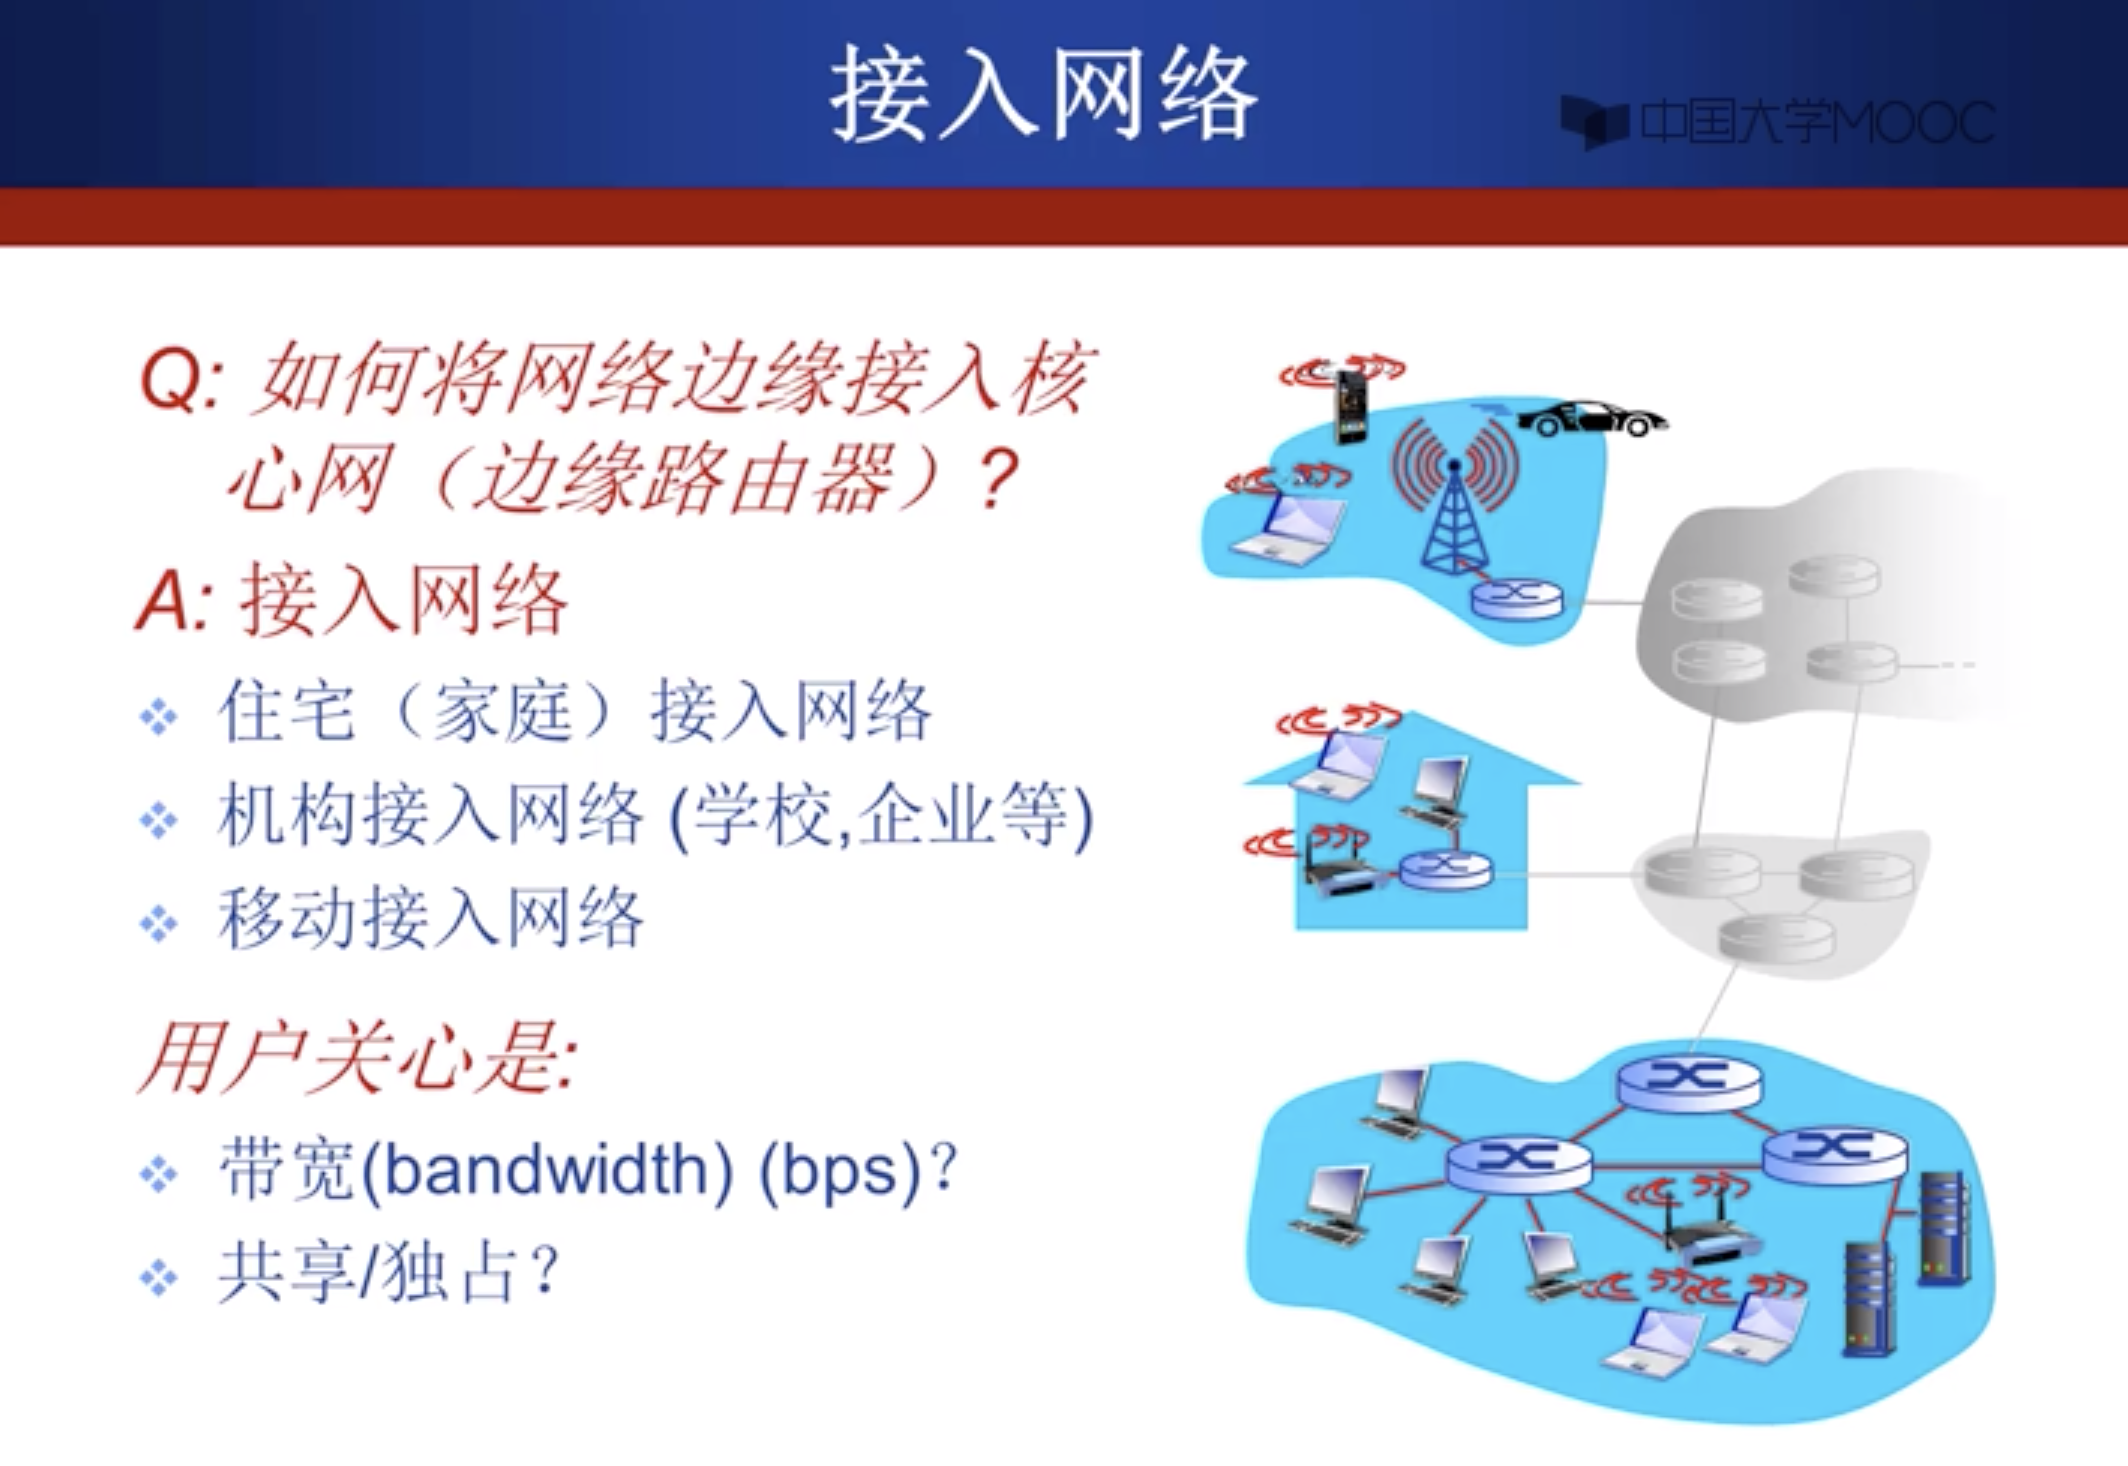 接入网络
中国大学MOOC
Q: 如何将网络边缘接入核
心网（边缘路由器）?
A: 接入网络
住宅（家庭）接入网络
机构接入网络 (学校,企业等)
移动接入网络
用户关心是:
带宽(bandwidth) (bps)？
共享/独占？